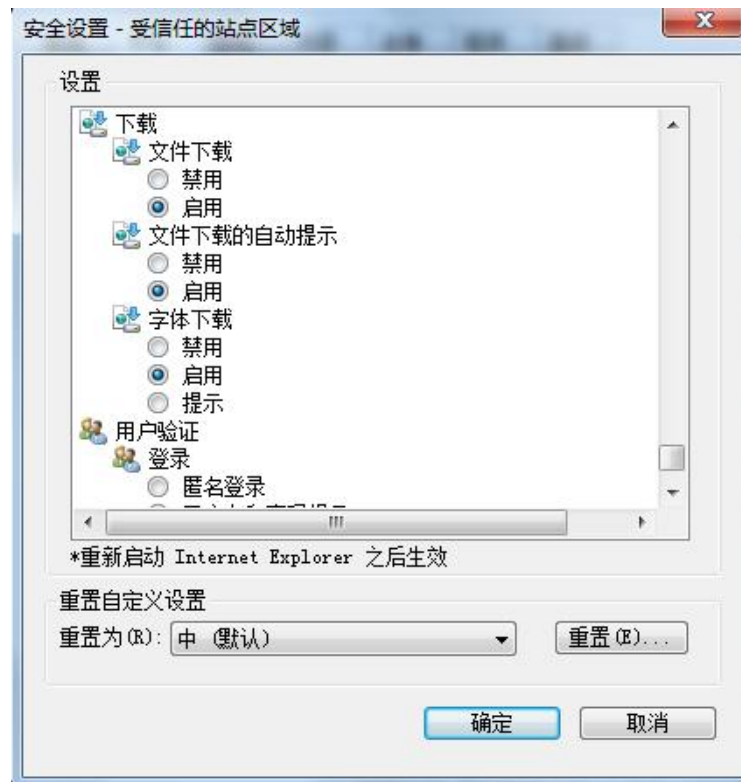 安全设置 - 受信任的站点区域
设置
下载
文件下载
禁用
启用
文件下载的自动提示
禁用
启用
字体下载
禁用
启用
提示
用户验证
登录
匿名登录
*重新启动 Internet Explorer 之后生效
重置自定义设置
重置为(R): 中 (默认) 重置(E)...
确定 取消